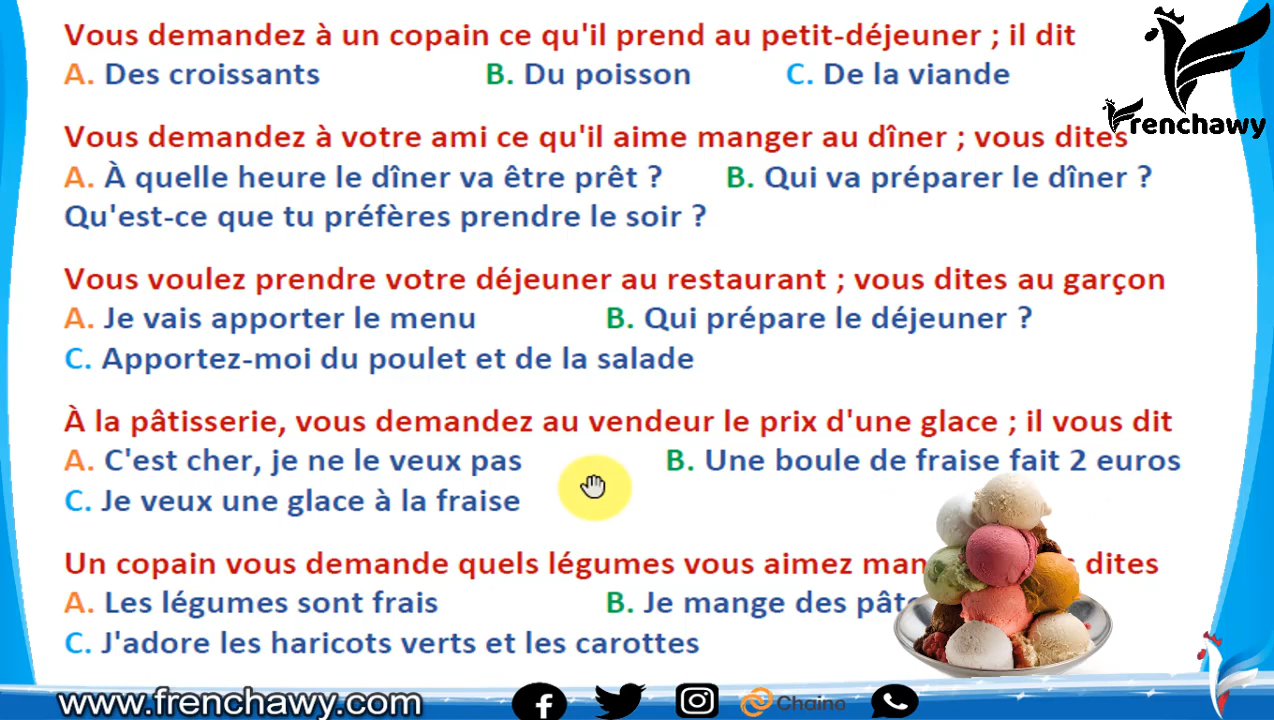 Vous demandez à un copain ce qu'il prend au petit-déjeuner ; il dit
A. Des croissants B. Du poisson C. De la viande
Frenchawy
Vous demandez à votre ami ce qu'il aime manger au dîner ; vous dites
A. À quelle heure le dîner va être prêt ? B. Qui va préparer le dîner ?
Qu'est-ce que tu préfères prendre le soir ?
Vous voulez prendre votre déjeuner au restaurant ; vous dites au garçon
A. Je vais apporter le menu B. Qui prépare le déjeuner ?
C. Apportez-moi du poulet et de la salade
À la pâtisserie, vous demandez au vendeur le prix d'une glace ; il vous dit
A. C'est cher, je ne le veux pas B. Une boule de fraise fait 2 euros
C. Je veux une glace à la fraise
Un copain vous demande quels légumes vous aimez dites
A. Les légumes sont frais B. Je mange des
C. J'adore les haricots verts et les carottes
www.frenchawy.com Chaino